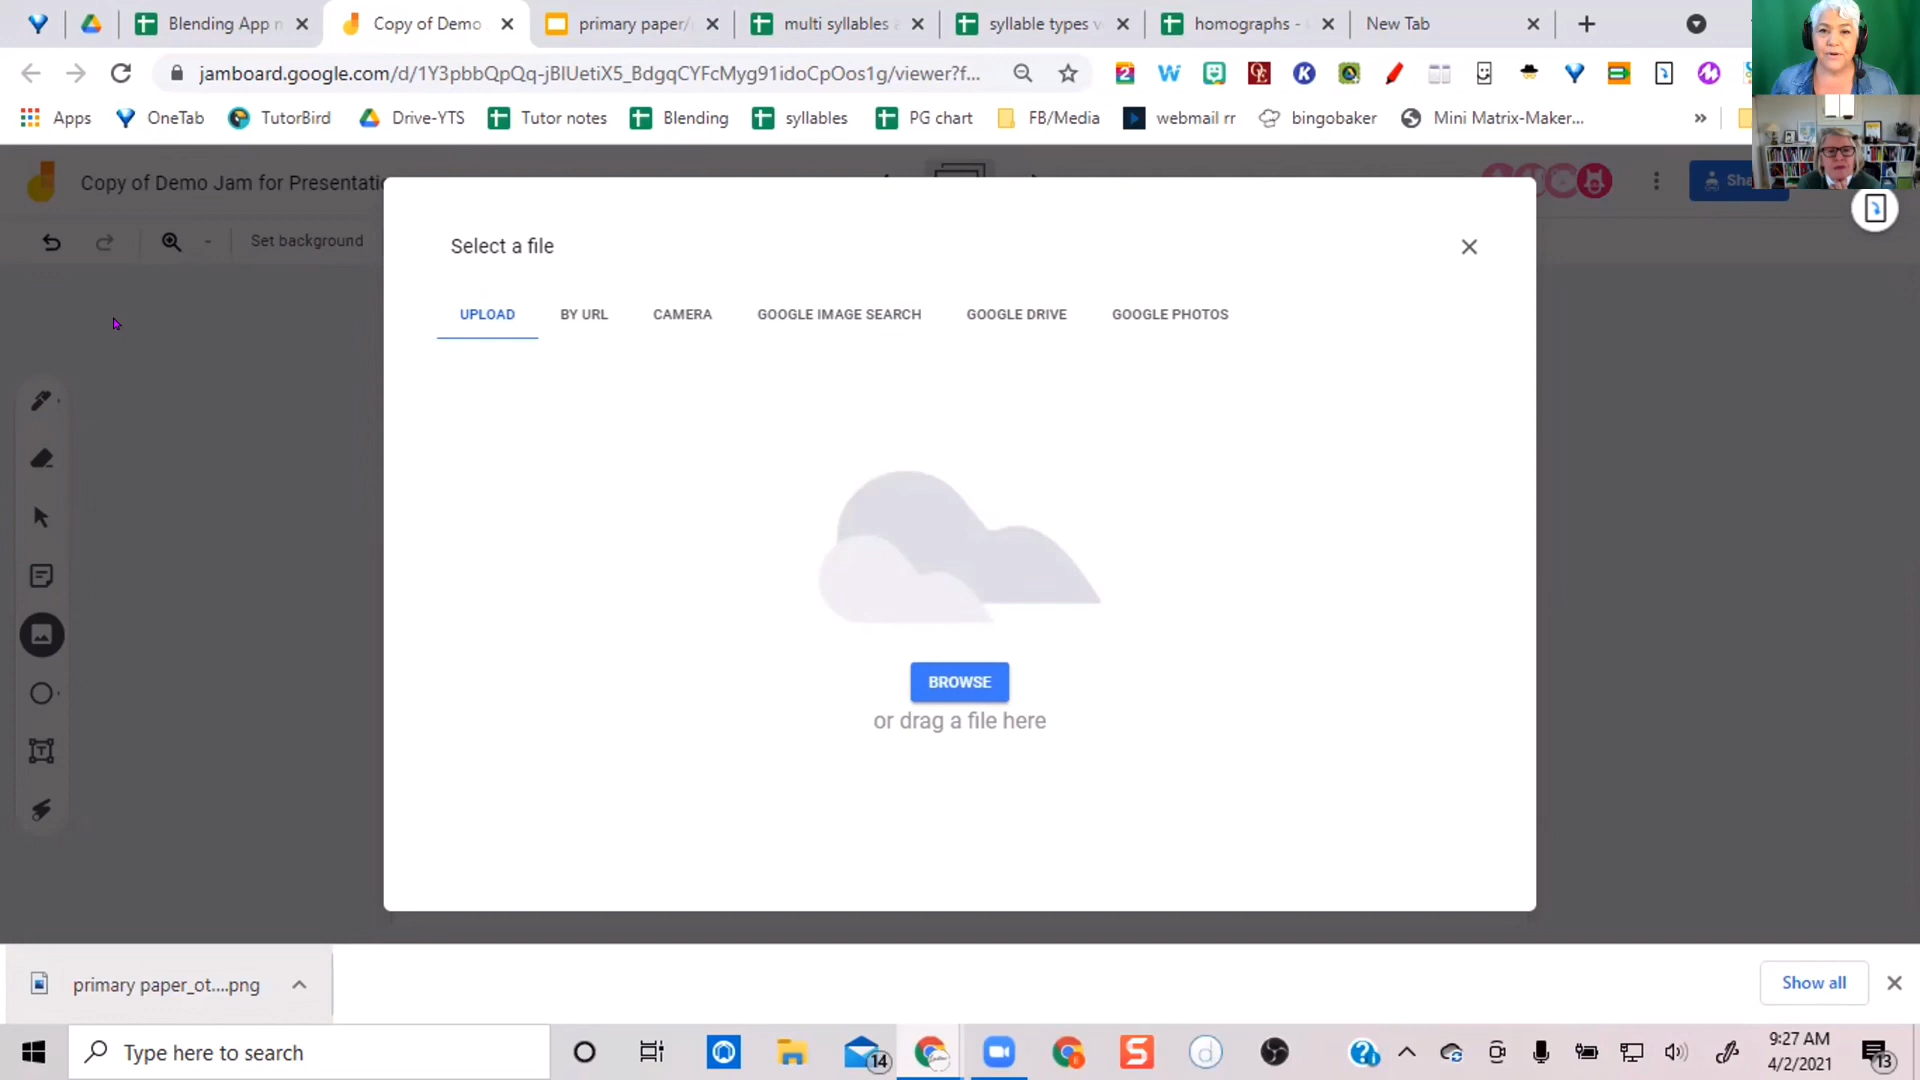 Blending App n
Copy of Demo
primary paper/
multi syllables
syllable types v
homographs -
New Tab
jamboard.google.com/d/1Y3pbbQpQq-jBlUetiX5_BdgqCYFcMyg91idoCpOos1g/viewer?f...
Apps
OneTab
TutorBird
Drive-YTS
Tutor notes
Blending
syllables
PG chart
FB/Media
webmail rr
bingobaker
Mini Matrix-Maker...
»
Copy of Demo Jam for Presentatio
Sha
Set background
Select a file
UPLOAD
BY URL
CAMERA
GOOGLE IMAGE SEARCH
GOOGLE DRIVE
GOOGLE PHOTOS
BROWSE
or drag a file here
primary paper_ot....png
Show all
Type here to search
14
9:27 AM
4/2/2021
13